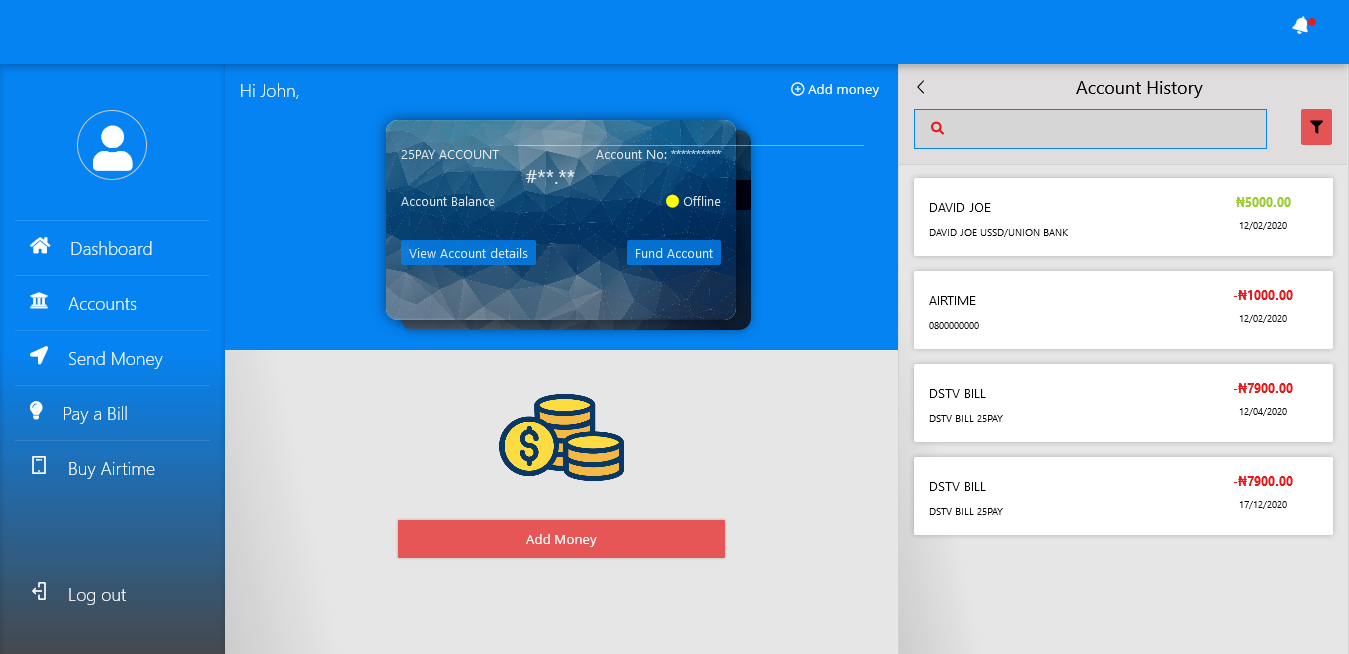 Hi John,
Add money
25PAY ACCOUNT
Account No: **********
#**.**
Account Balance
Offline
View Account details
Fund Account
Dashboard
Accounts
Send Money
Pay a Bill
Buy Airtime
Log out
$
Add Money
Account History
DAVID JOE
₦5000.00
DAVID JOE USSD/UNION BANK
12/02/2020
AIRTIME
-₦1000.00
0800000000
12/02/2020
DSTV BILL
-₦7900.00
DSTV BILL 25PAY
12/04/2020
DSTV BILL
-₦7900.00
DSTV BILL 25PAY
17/12/2020